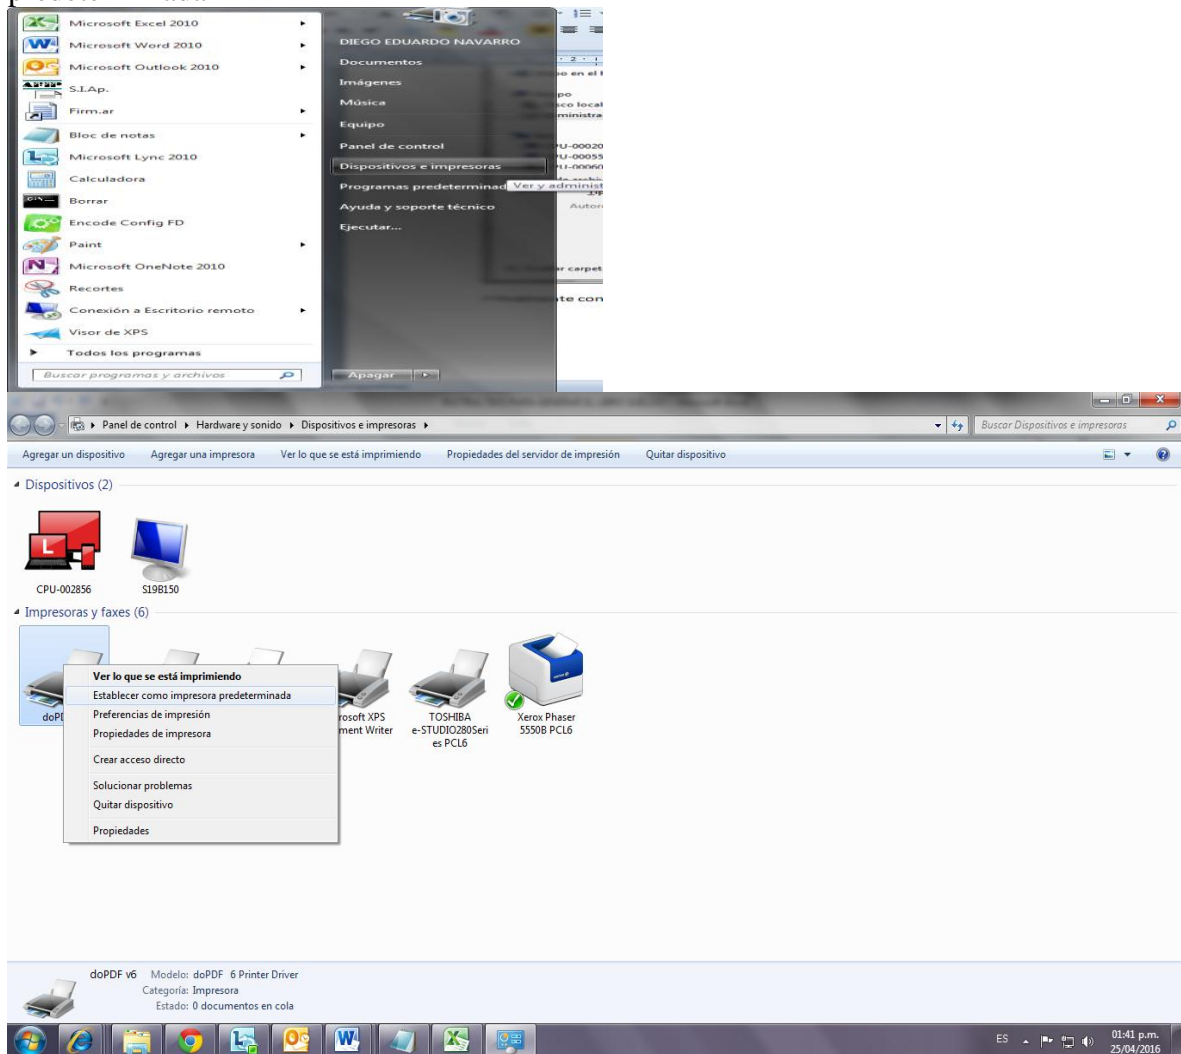 Microsoft Excel 2010
Microsoft Word 2010
Microsoft Outlook 2010
S.I.Ap.
Firm.ar
Bloc de notas
Microsoft Lync 2010
Calculadora
Borrar
Encode Config FD
Paint
Microsoft OneNote 2010
Recortes
Conexión a Escritorio remoto
Visor de XPS
Todos los programas
Buscar programas y archivos
DIEGO EDUARDO NAVARRO
Documentos
Imágenes
Música
Equipo
Panel de control
Dispositivos e impresoras
Programas predeterminad
Ver y administ
Ayuda y soporte técnico
Ejecutar...
Apagar
Panel de control Hardware y sonido Dispositivos e impresoras
Buscar Dispositivos e impresoras
Agregar un dispositivo Agregar una impresora Ver lo que se está imprimiendo Propiedades del servidor de impresión Quitar dispositivo
Dispositivos (2)
CPU-002856
S19B150
Impresoras y faxes (6)
Ver lo que se está imprimiendo
Establecer como impresora predeterminada
Preferencias de impresión
Propiedades de impresora
Crear acceso directo
Solucionar problemas
Quitar dispositivo
Propiedades
doPD
rosoft XPS
ment Writer
TOSHIBA
e-STUDIO280Seri
es PCL6
Xerox Phaser
5550B PCL6
doPDF v6 Modelo: doPDF 6 Printer Driver
Categoría: Impresora
Estado: 0 documentos en cola
ES
01:41 p.m.
25/04/2016